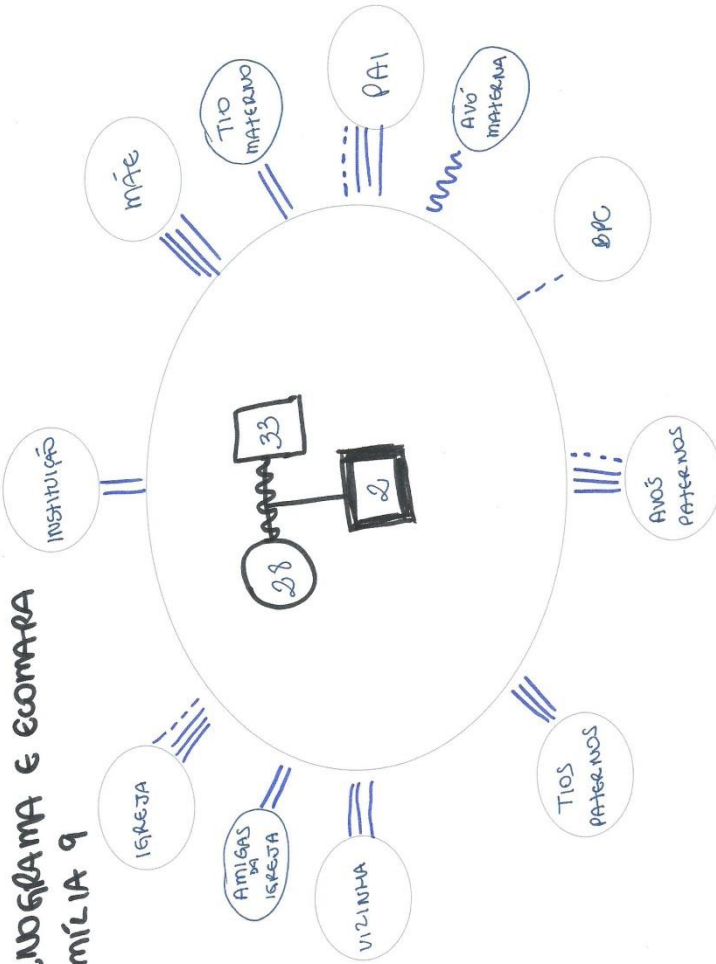 NOGRAMA E ECOMAPA
MÍLIA 9
IGREJA
INSTITUIÇÃO
MÃE
TIO
MATERNO
PAI
AVÓ
MATERNA
BPC
AVÓS
PATERNOS
TIOS
PATERNOS
VIZINHA
AMIGAS
DA
IGREJA
28
33
2